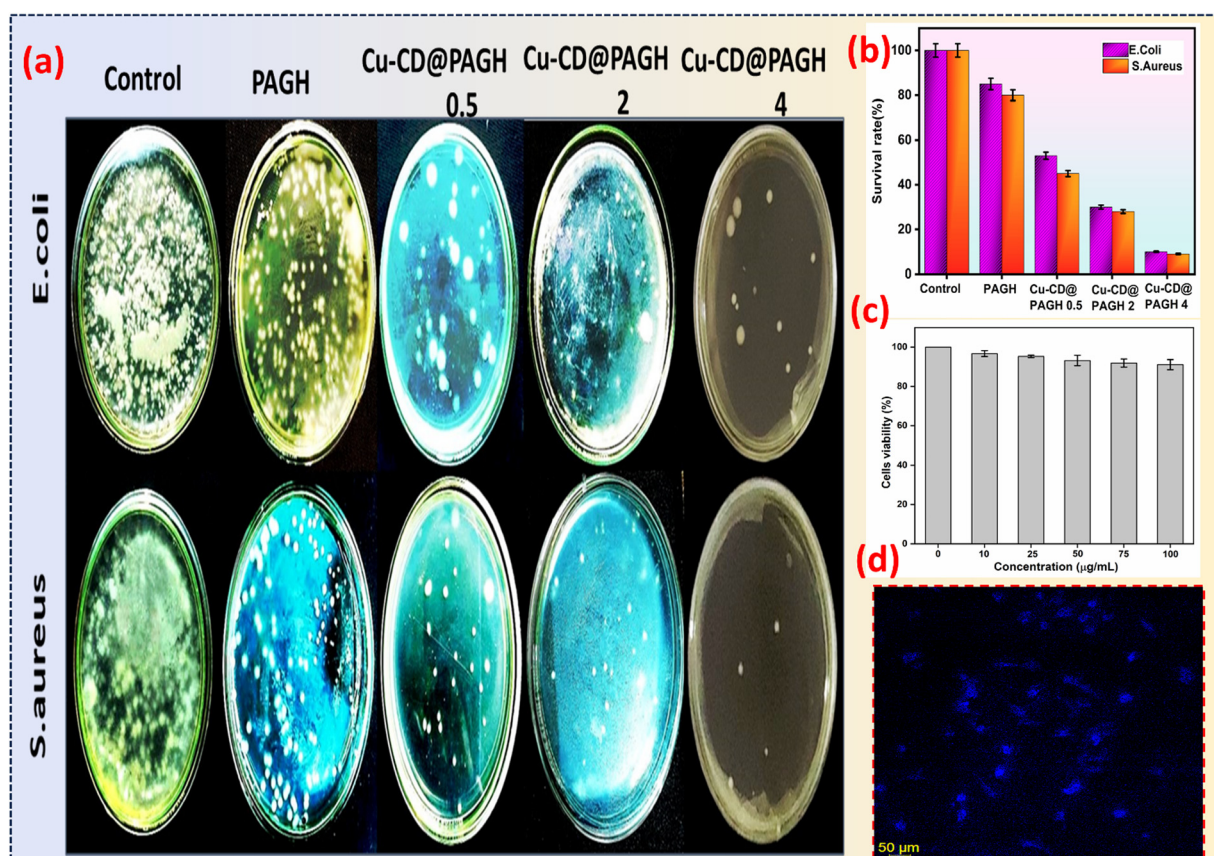 (a)
Control
PAGH
Cu-CD@PAGH
0.5
Cu-CD@PAGH
2
Cu-CD@PAGH
4
E.coli
S.aureus
(b)
Survival rate(%)
100
80
60
40
20
0
E.Coli
S.Aureus
Control
PAGH
Cu-CD@
PAGH 0.5
Cu-CD@
PAGH 2
Cu-CD@
PAGH 4
(c)
Cells viability (%)
100
80
60
40
20
0
0
10
25
50
75
100
Concentration (µg/mL)
(d)
50 µm